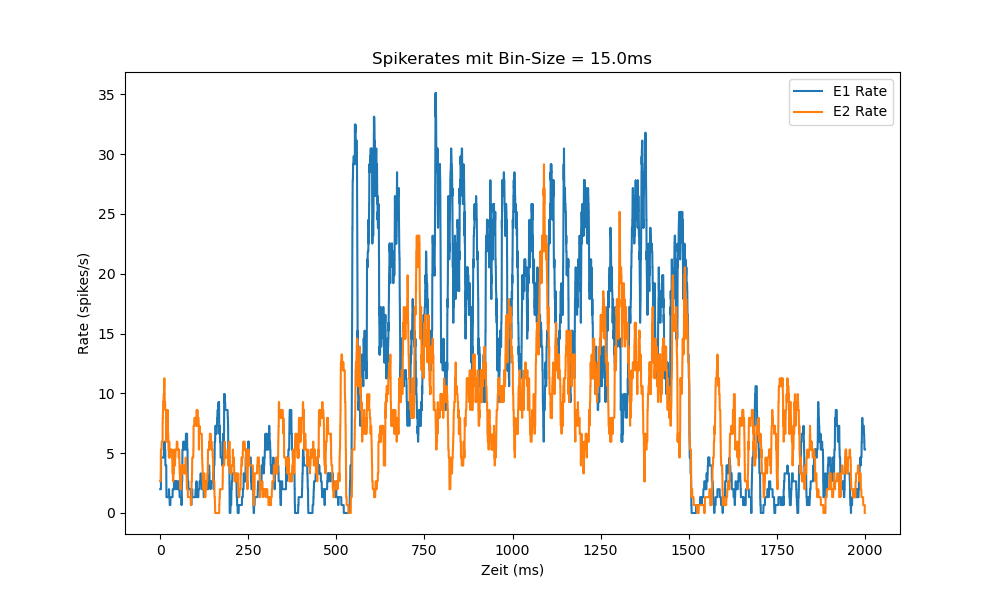 Spikerates mit Bin-Size = 15.0ms
E1 Rate
E2 Rate
35
30
25
20
15
10
5
0
Rate (spikes/s)
0 250 500 750 1000 1250 1500 1750 2000
Zeit (ms)